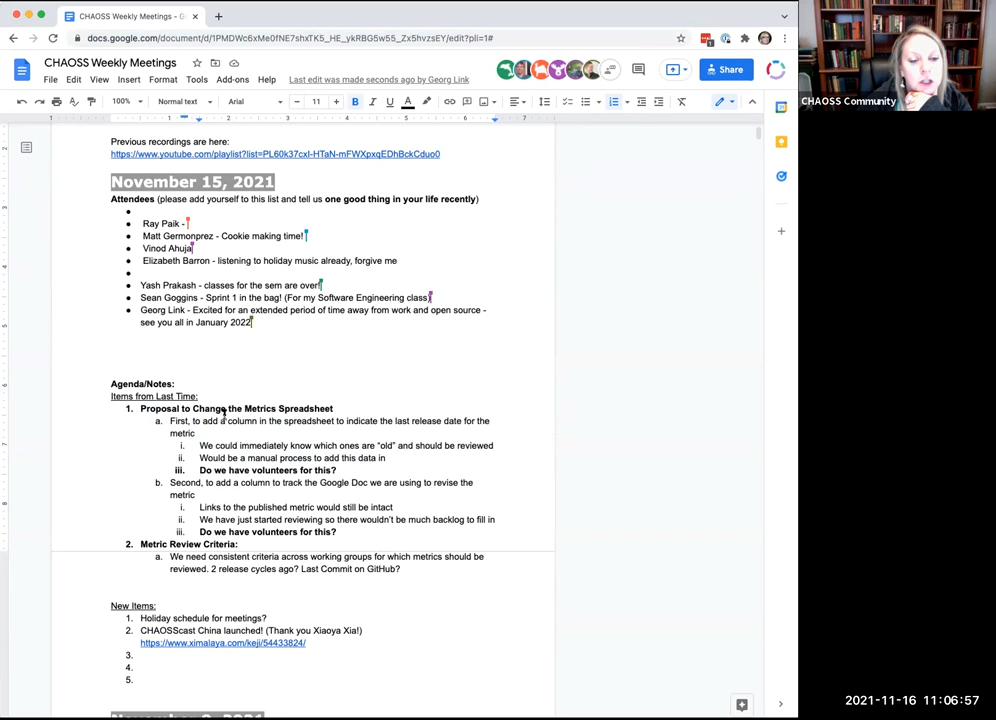 CHAOSS Weekly Meetings - G
docs.google.com/document/d/1PMDWc6xMe0fNE7shxTK5_HE_ykRBG5w55_Zx5hvzsEY/edit?pli=1#
CHAOSS Weekly Meetings
File Edit View Insert Format Tools Add-ons Help Last edit was made seconds ago by Georg Link
Share
100% Normal text Arial 11
Previous recordings are here:
https://www.youtube.com/playlist?list=PL60k37cxI-HTaN-mFWXpxqEDhBckCduo0
November 15, 2021
Attendees (please add yourself to this list and tell us one good thing in your life recently)
Ray Paik -
Matt Germonprez - Cookie making time!
Vinod Ahuja
Elizabeth Barron - listening to holiday music already, forgive me
Yash Prakash - classes for the sem are over!
Sean Goggins - Sprint 1 in the bag! (For my Software Engineering class)
Georg Link - Excited for an extended period of time away from work and open source -
see you all in January 2022
Agenda/Notes:
Items from Last Time:
1. Proposal to Change the Metrics Spreadsheet
a. First, to add a column in the spreadsheet to indicate the last release date for the
metric
i. We could immediately know which ones are “old” and should be reviewed
ii. Would be a manual process to add this data in
iii. Do we have volunteers for this?
b. Second, to add a column to track the Google Doc we are using to revise the
metric
i. Links to the published metric would still be intact
ii. We have just started reviewing so there wouldn't be much backlog to fill in
iii. Do we have volunteers for this?
2. Metric Review Criteria:
a. We need consistent criteria across working groups for which metrics should be
reviewed. 2 release cycles ago? Last Commit on GitHub?
New Items:
1. Holiday schedule for meetings?
2. CHAOSScast China launched! (Thank you Xiaoya Xia!)
https://www.ximalaya.com/keji/54433824/
3.
4.
5.
CHAOSS Community
2021-11-16 11:06:57